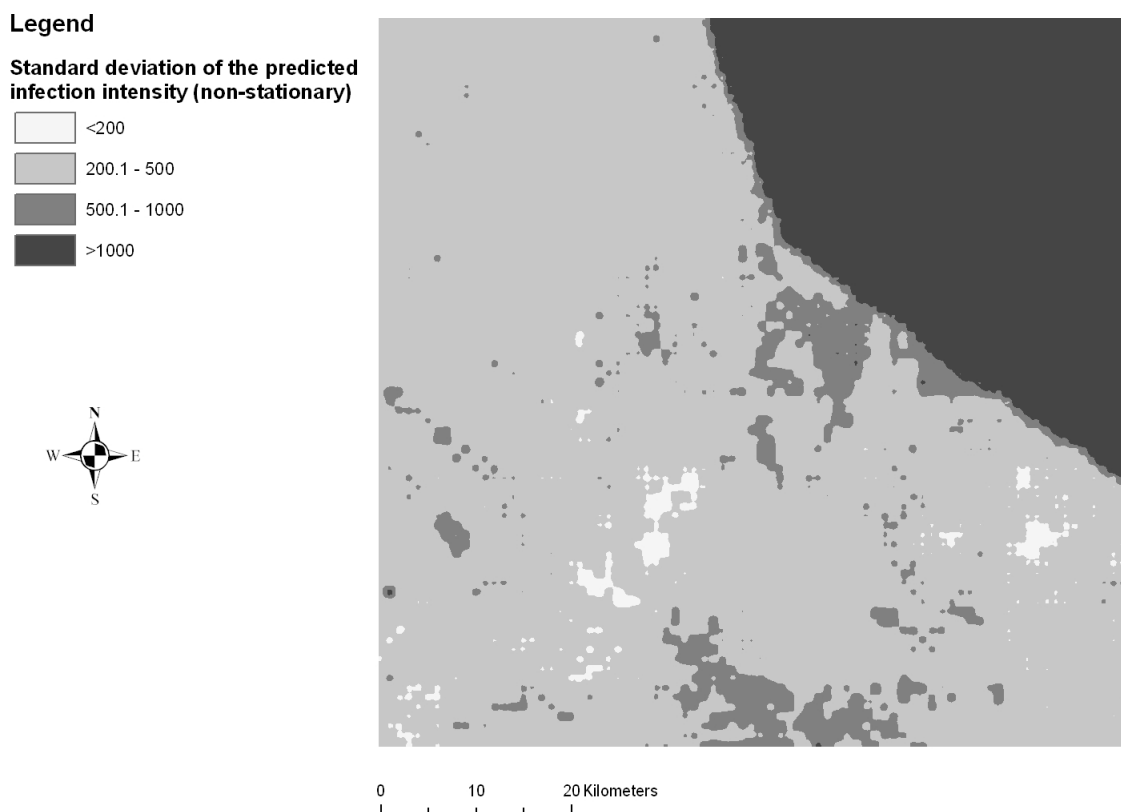 Legend
Standard deviation of the predicted
infection intensity (non-stationary)
<200
200.1 - 500
500.1 - 1000
>1000
N
W E
S
0 10 20 Kilometers